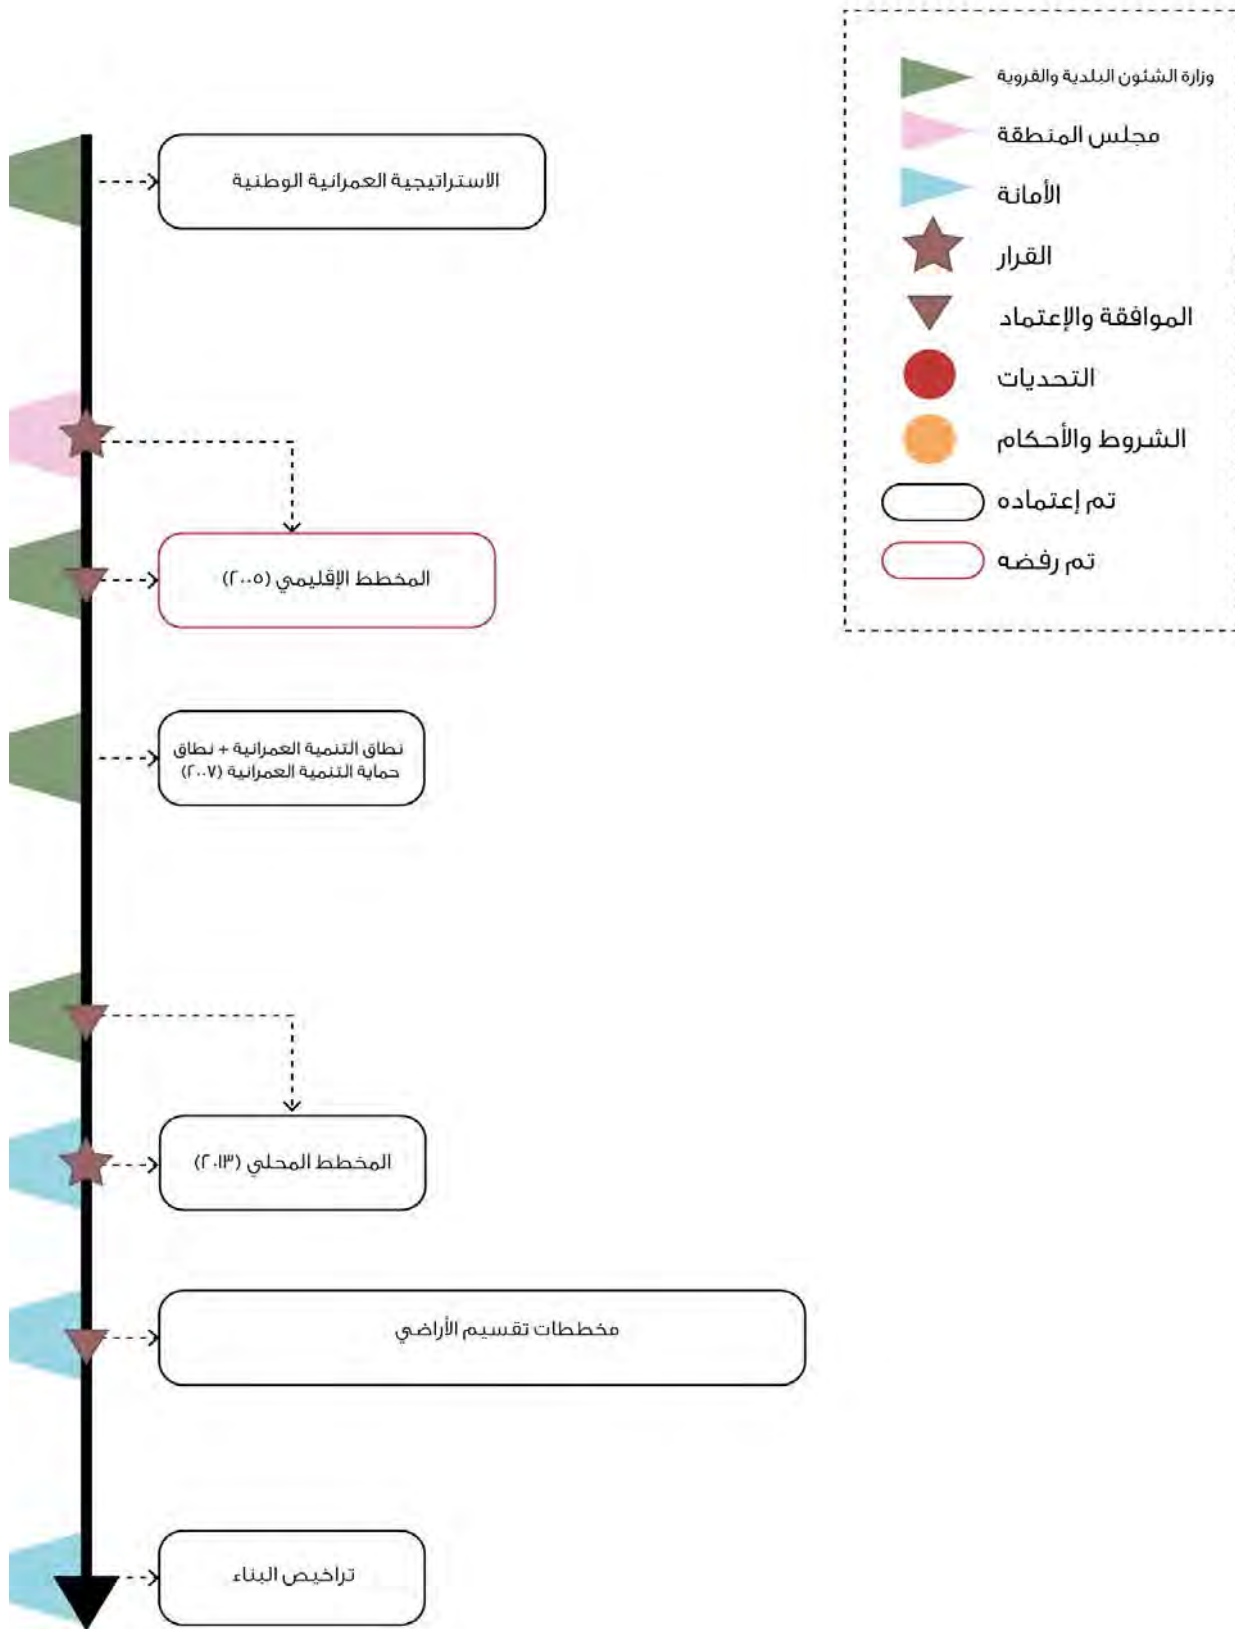 وزارة الشئون البلدية والقروية
مجلس المنطقة
الأمانة
القرار
الموافقة والإعتماد
التحديات
الشروط والأحكام
تم إعتماده
تم رفضه
الاستراتيجية العمرانية الوطنية
المخطط الإقليمي (٢٠٠٥)
نطاق التنمية العمرانية + نطاق
حماية التنمية العمرانية (٢٠٠٧)
المخطط المحلي (٢٠١٣)
مخططات تقسيم الأراضي
تراخيص البناء